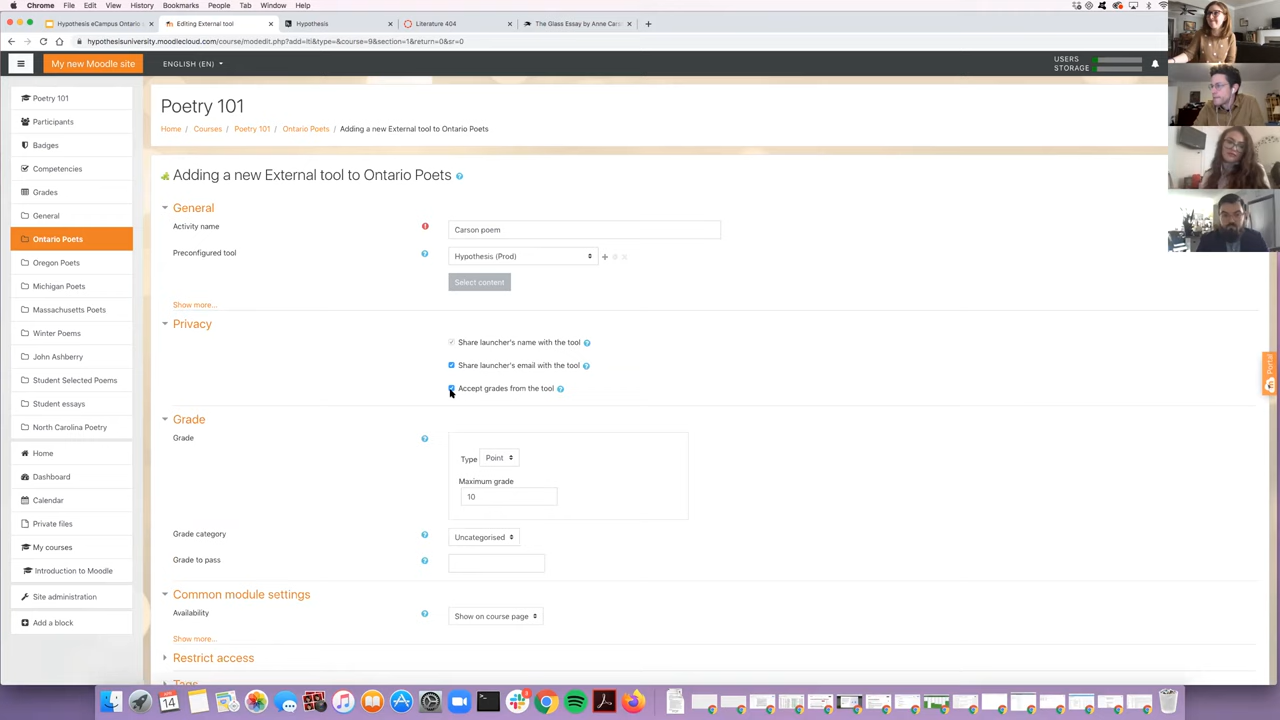 Chrome File Edit View History Bookmarks People Tab Window Help
Hypothesis eCampus Ontario
Editing External tool
Hypothesis
Literature 404
The Glass Essay by Anne Cars
hypothesisuniversity.moodlecloud.com/course/modedit.php?add=lti&type=&course=9&section=1&return=0&sr=0
My new Moodle site
ENGLISH (EN)
USERS
STORAGE
Poetry 101
Participants
Badges
Competencies
Grades
General
Ontario Poets
Oregon Poets
Michigan Poets
Massachusetts Poets
Winter Poems
John Ashberry
Student Selected Poems
Student essays
North Carolina Poetry
Home
Dashboard
Calendar
Private files
My courses
Introduction to Moodle
Site administration
Add a block
Poetry 101
Home / Courses / Poetry 101 / Ontario Poets / Adding a new External tool to Ontario Poets
Adding a new External tool to Ontario Poets
General
Activity name
Carson poem
Preconfigured tool
Hypothesis (Prod)
Select content
Show more...
Privacy
Share launcher's name with the tool
Share launcher's email with the tool
Accept grades from the tool
Grade
Grade
Type Point
Maximum grade
10
Grade category
Uncategorised
Grade to pass
Common module settings
Availability
Show on course page
Show more...
Restrict access
Tags
Portal
14